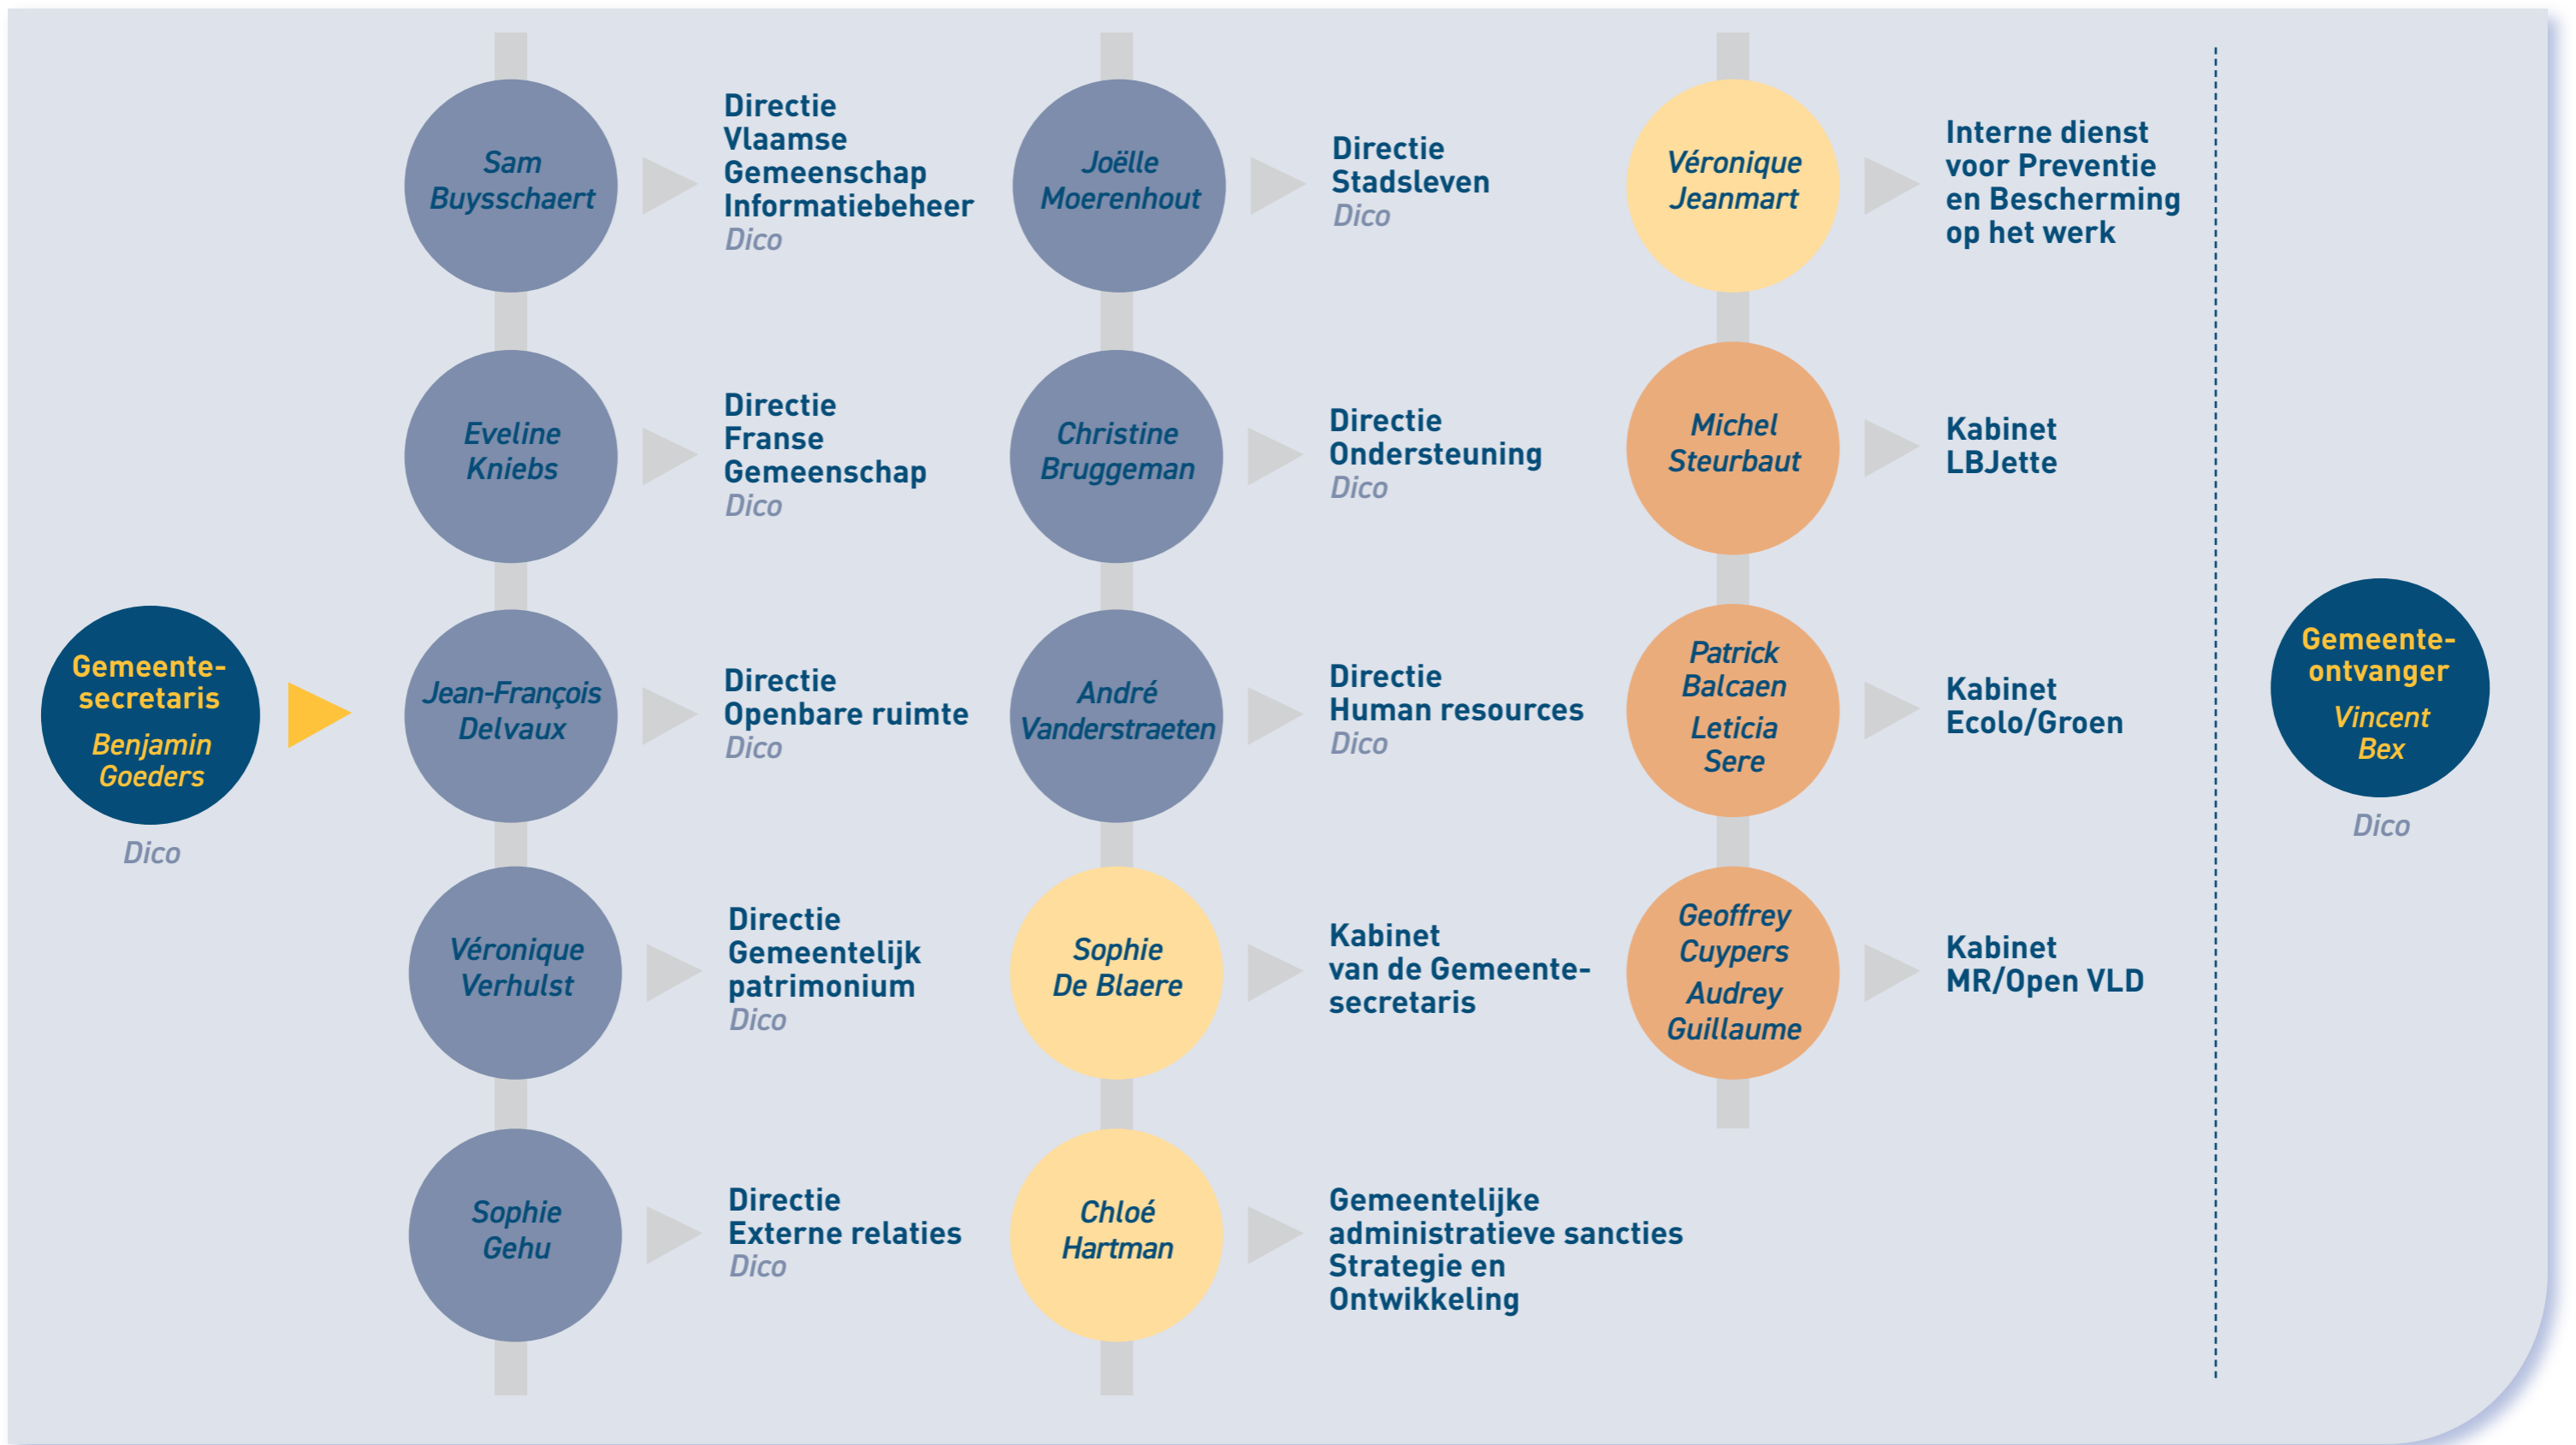 Gemeente-
secretaris
Benjamin
Goeders
Dico
Sam
Buysschaert
Directie
Vlaamse
Gemeenschap
Informatiebeheer
Dico
Eveline
Kniebs
Directie
Franse
Gemeenschap
Dico
Jean-François
Delvaux
Directie
Openbare ruimte
Dico
Véronique
Verhulst
Directie
Gemeentelijk
patrimonium
Dico
Sophie
Gehu
Directie
Externe relaties
Dico
Joëlle
Moerenhout
Directie
Stadsleven
Dico
Christine
Bruggeman
Directie
Ondersteuning
Dico
André
Vanderstraeten
Directie
Human resources
Dico
Sophie
De Blaere
Kabinet
van de Gemeente-
secretaris
Chloé
Hartman
Gemeentelijke
administratieve sancties
Strategie en
Ontwikkeling
Véronique
Jeanmart
Interne dienst
voor Preventie
en Bescherming
op het werk
Michel
Steurbaut
Kabinet
LBJette
Patrick
Balcaen
Leticia
Sere
Kabinet
Ecolo/Groen
Geoffrey
Cuypers
Audrey
Guillaume
Kabinet
MR/Open VLD
Gemeente-
ontvanger
Vincent
Bex
Dico